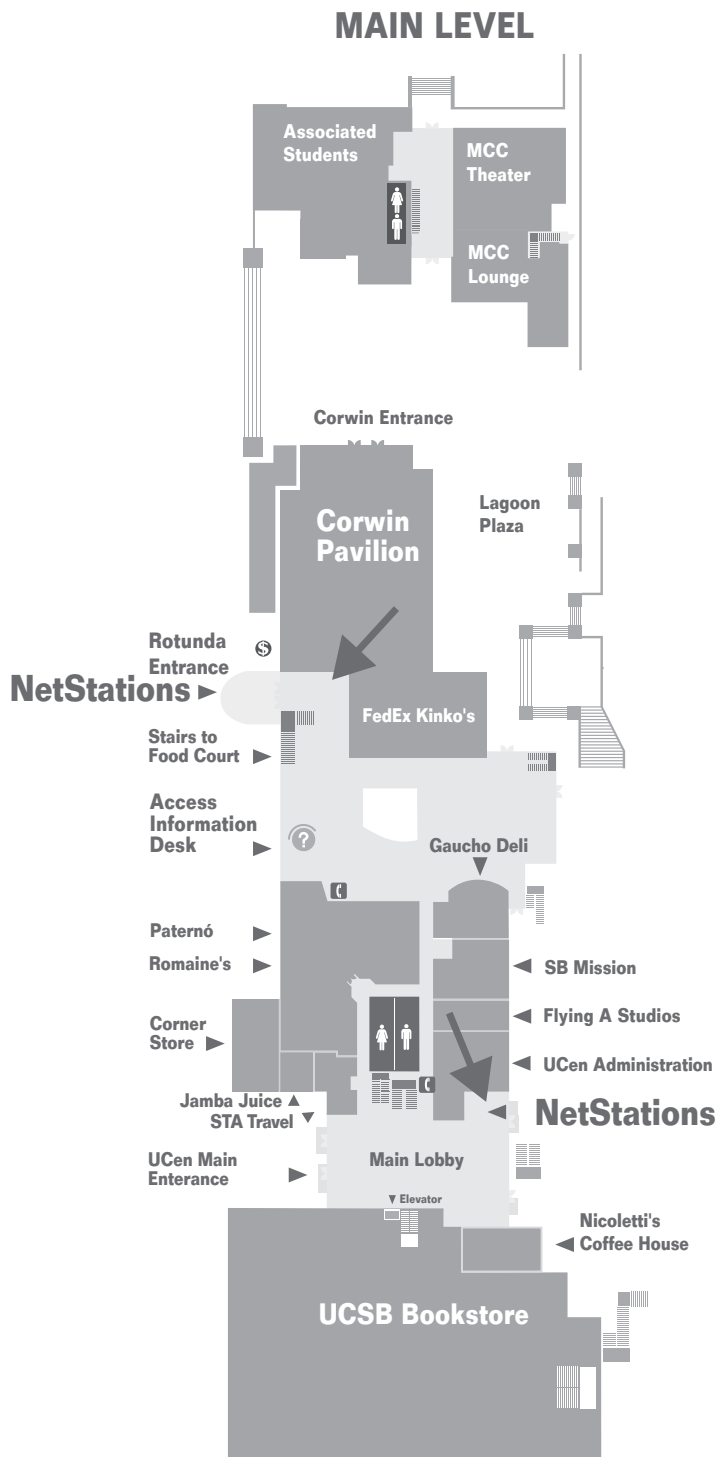 MAIN LEVEL
Associated
Students
MCC
Theater
MCC
Lounge
Corwin Entrance
Corwin
Pavilion
Lagoon
Plaza
Rotunda
Entrance
$
NetStations
FedEx Kinko's
Stairs to
Food Court
Access
Information
Desk
?
Gaucho Deli
Paternó
Romaine's
SB Mission
Corner
Store
Flying A Studios
UCen Administration
Jamba Juice
STA Travel
NetStations
UCen Main
Enterance
Main Lobby
Elevator
Nicoletti's
Coffee House
UCSB Bookstore